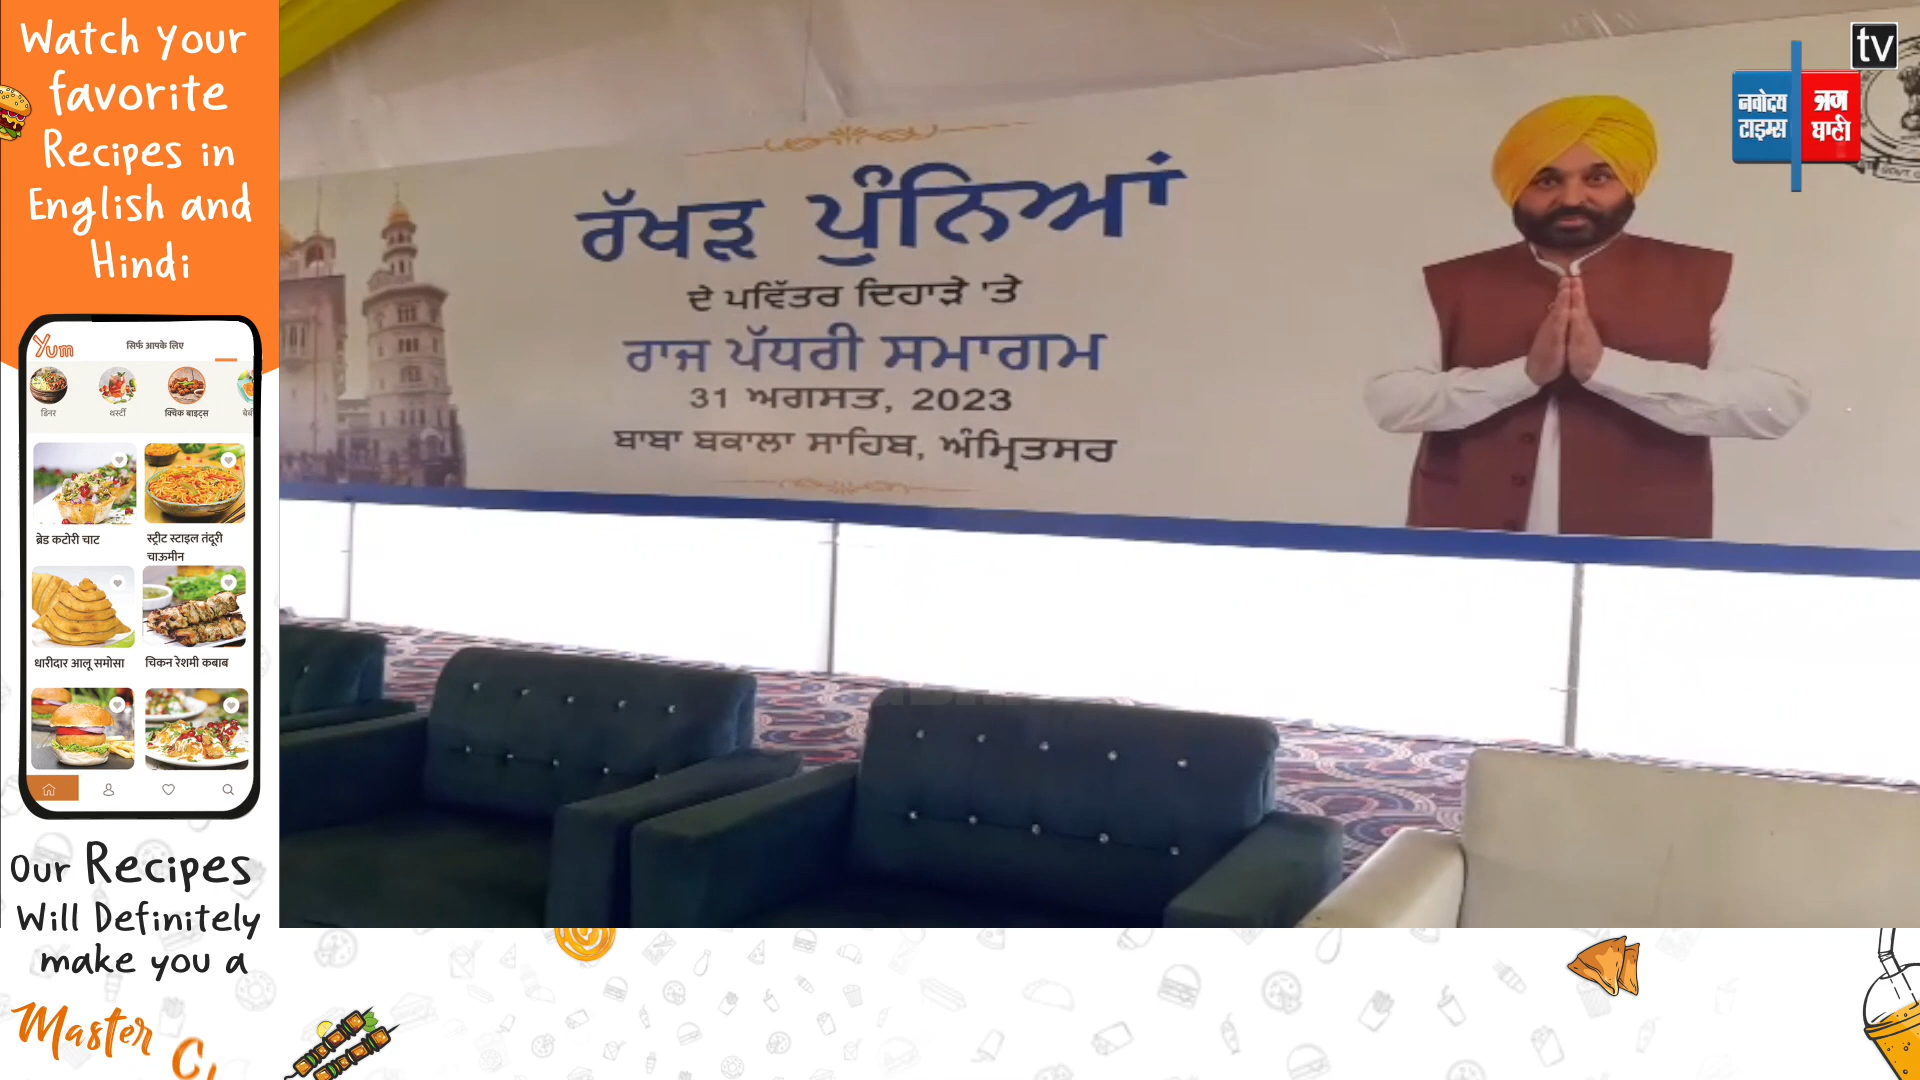 Watch your
favorite
Recipes in
English and
Hindi
Yum
सिर्फ आपके लिए
डिनर
थर्स्टी
क्विक बाइट्स
ब्रेड कटोरी चाट
स्ट्रीट स्टाइल तंदूरी
चाऊमीन
धारीदार आलू समोसा
चिकन रेशमी कबाब
Our Recipes
Will Definitely
make you a
Master
ਰੱਖੜ ਪੁੰਨਿਆਂ
ਦੇ ਪਵਿੱਤਰ ਦਿਹਾੜੇ 'ਤੇ
ਰਾਜ ਪੱਧਰੀ ਸਮਾਗਮ
31 ਅਗਸਤ, 2023
ਬਾਬਾ ਬਕਾਲਾ ਸਾਹਿਬ, ਅੰਮ੍ਰਿਤਸਰ
tv
नवोदय
टाइम्स
ਜਗ
ਬਾਣੀ